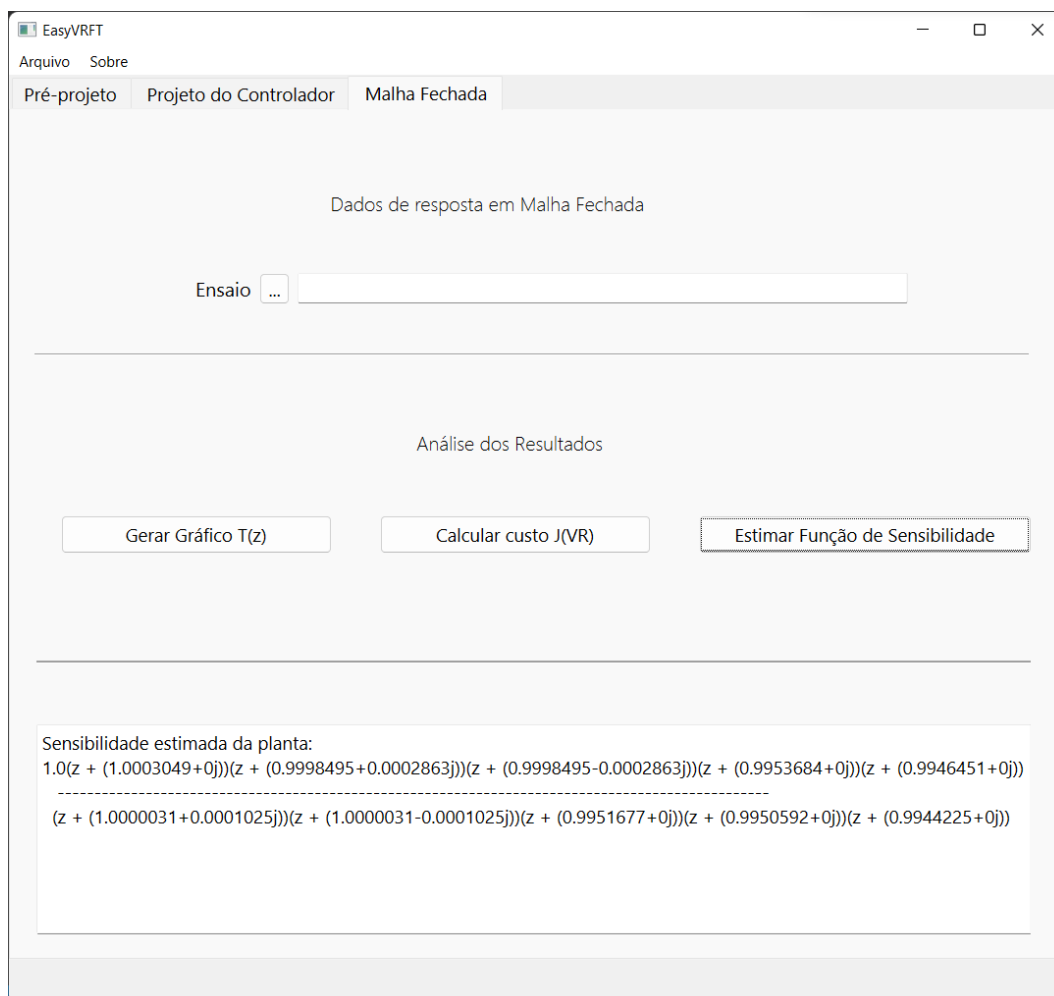 EasyVRFT
Arquivo Sobre
Pré-projeto Projeto do Controlador Malha Fechada
Dados de resposta em Malha Fechada
Ensaio ...
Análise dos Resultados
Gerar Gráfico T(z) Calcular custo J(VR) Estimar Função de Sensibilidade
Sensibilidade estimada da planta:
1.0(z + (1.0003049+0j))(z + (0.9998495+0.0002863j))(z + (0.9998495-0.0002863j))(z + (0.9953684+0j))(z + (0.9946451+0j))
------------------------------------------------------------------------------------------------
(z + (1.0000031+0.0001025j))(z + (1.0000031-0.0001025j))(z + (0.9951677+0j))(z + (0.9950592+0j))(z + (0.9944225+0j))